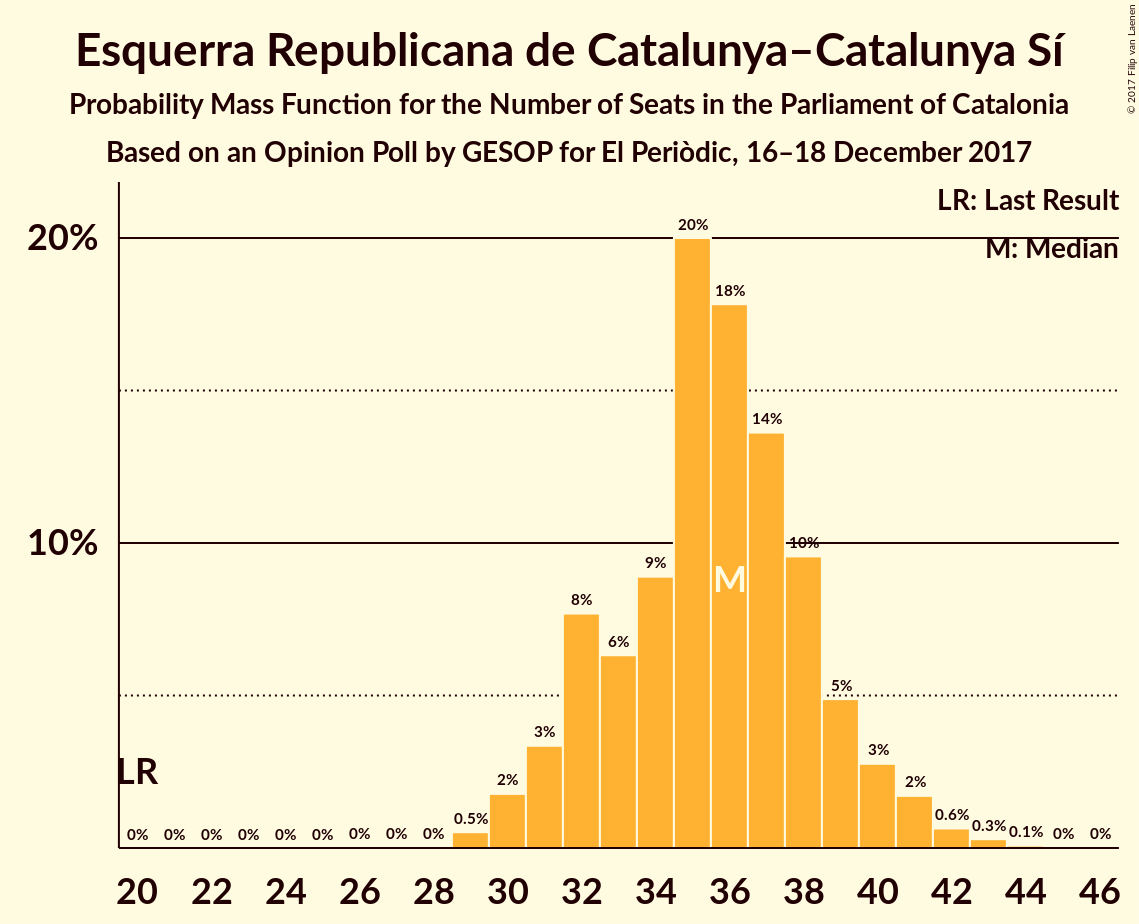 Esquerra Republicana de Catalunya–Catalunya Sí
Probability Mass Function for the Number of Seats in the Parliament of Catalonia
Based on an Opinion Poll by GESOP for El Periòdic, 16–18 December 2017
© 2017 Filip van Laenen
LR: Last Result
M: Median
20%
10%
20%
18%
14%
10%
9%
8%
6%
5%
3%
3%
2%
2%
0.5%
0.6%
0.3%
0.1%
M
LR
0% 0% 0% 0% 0% 0% 0% 0% 0% 0% 0%
20 22 24 26 28 30 32 34 36 38 40 42 44 46